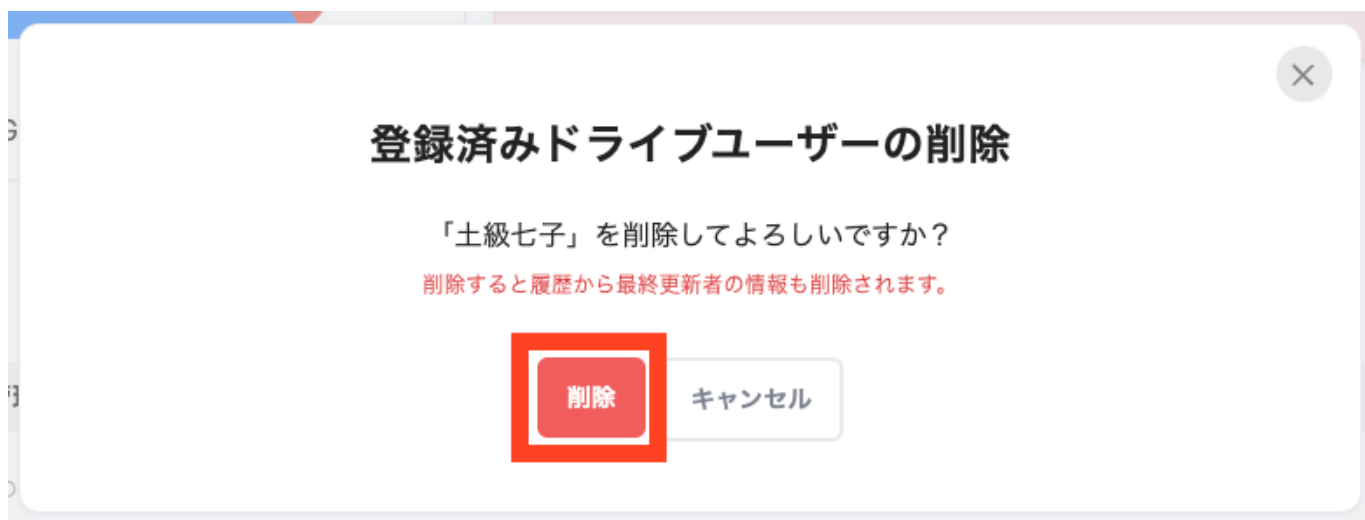 登録済みドライブユーザーの削除
「土級七子」を削除してよろしいですか？
削除すると履歴から最終更新者の情報も削除されます。
削除 キャンセル